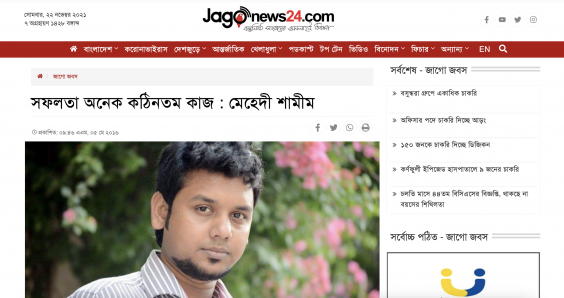 সোমবার, ২২ নভেম্বর ২০২১
৭ অগ্রহায়ণ ১৪২৮ বঙ্গাব্দ
Jagonews24.com
বাংলাদেশ করোনাভাইরাস দেশজুড়ে আন্তর্জাতিক খেলাধুলা পডকাস্ট টপ টেন ভিডিও বিনোদন ফিচার অন্যান্য EN
জাগো জবস
সফলতা অনেক কঠিনতম কাজ : মেহেদী শামীম
প্রকাশিত: ০৯:৪৬ এএম, ০৫ মে ২০১৬
সর্বশেষ - জাগো জবস
বসুন্ধরা গ্রুপে একাধিক চাকরি
অফিসার পদে চাকরি দিচ্ছে আড়ং
১৫০ জনকে চাকরি দিচ্ছে ডিজিকন
কর্ণফুলী ইপিজেড হাসপাতালে ৯ জনের চাকরি
চলতি মাসে ৪৪তম বিসিএসের বিজ্ঞপ্তি, থাকছে না
বয়সের শিথিলতা
সর্বোচ্চ পঠিত - জাগো জবস